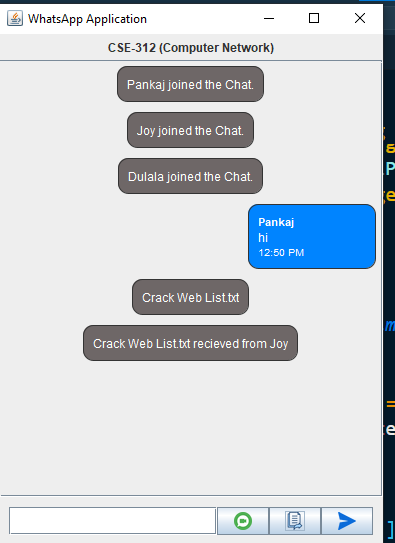 WhatsApp Application
CSE-312 (Computer Network)
Pankaj joined the Chat.
Joy joined the Chat.
Dulala joined the Chat.
Pankaj
hi
12:50 PM
Crack Web List.txt
Crack Web List.txt recieved from Joy